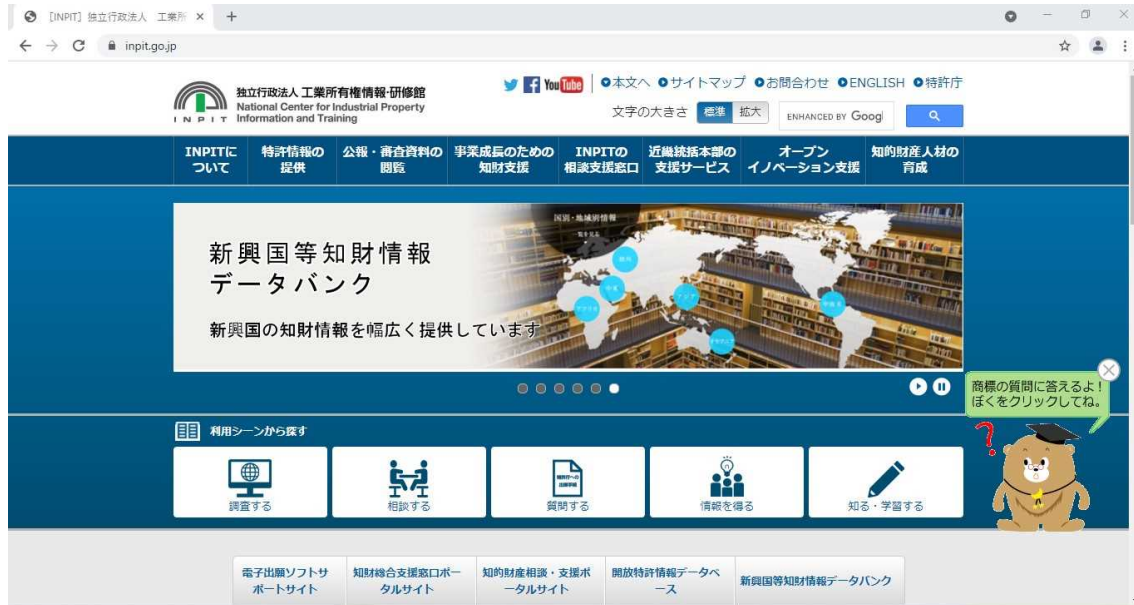 [INPIT] 独立行政法人 工業所
inpit.go.jp
独立行政法人 工業所有権情報・研修館
National Center for Industrial Property
Information and Training
INPIT
You Tube
本文へ サイトマップ お問合わせ ENGLISH 特許庁
文字の大きさ 標準 拡大 ENHANCED BY Googl
INPITに
ついて
特許情報の
提供
公報・審査資料の
閲覧
事業成長のための
知財支援
INPITの
相談支援窓口
近畿統括本部の
支援サービス
オープン
イノベーション支援
知的財産人材の
育成
国別・地域別情報
新興国等知財情報
データバンク
新興国の知財情報を幅広く提供しています
アジア
商標の質問に答えるよ!
ぼくをクリックしてね。
?
利用シーンから探す
調査する
相談する
質問する
情報を得る
知る・学習する
電子出願ソフトサ
ポートサイト
知財総合支援窓口ポー
タルサイト
知的財産相談・支援ポ
ータルサイト
開放特許情報データベ
ース
新興国等知財情報データバンク